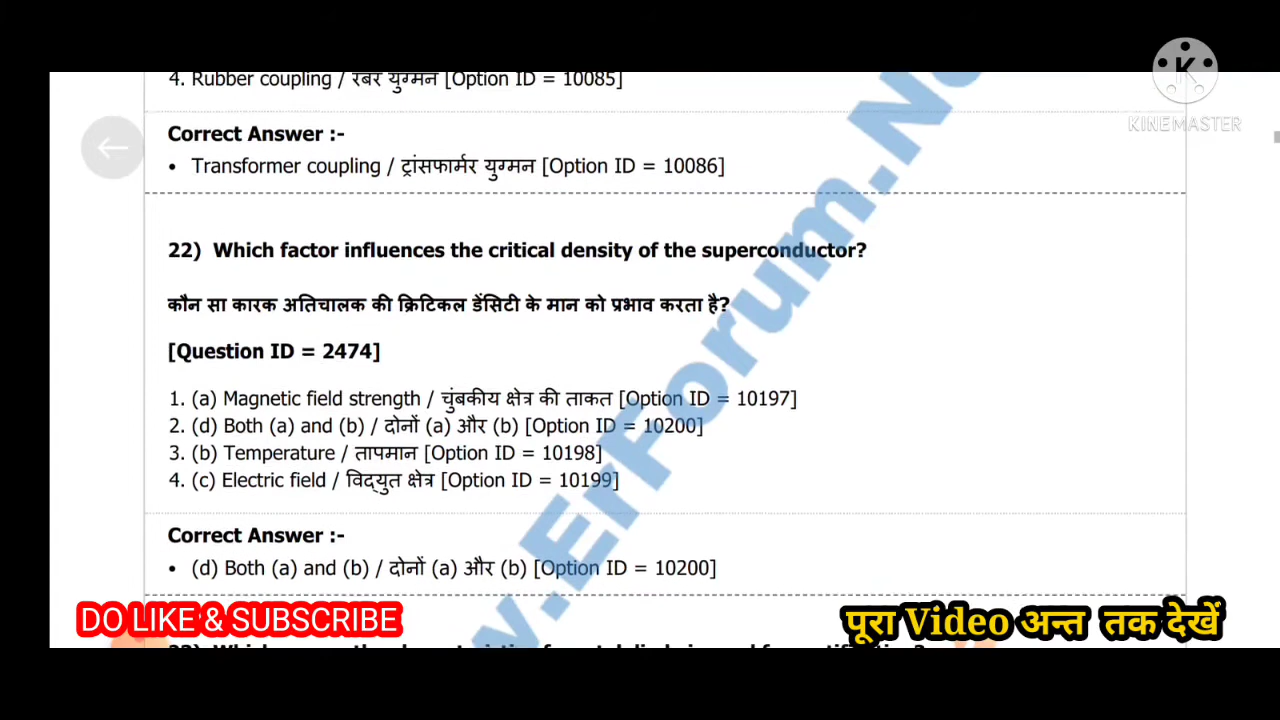 4. Rubber coupling / रबर युग्मन [Option ID = 10085]
KINEMASTER
Correct Answer :-
• Transformer coupling / ट्रांसफार्मर युग्मन [Option ID = 10086]
22) Which factor influences the critical density of the superconductor?
कौन सा कारक अतिचालक की क्रिटिकल डेंसिटी के मान को प्रभाव करता है?
[Question ID = 2474]
1. (a) Magnetic field strength / चुंबकीय क्षेत्र की ताकत [Option ID = 10197]
2. (d) Both (a) and (b) / दोनों (a) और (b) [Option ID = 10200]
3. (b) Temperature / तापमान [Option ID = 10198]
4. (c) Electric field / विद्युत क्षेत्र [Option ID = 10199]
Correct Answer :-
• (d) Both (a) and (b) / दोनों (a) और (b) [Option ID = 10200]
w.ErForum.Ne
DO LIKE & SUBSCRIBE
पूरा Video अन्त तक देखें